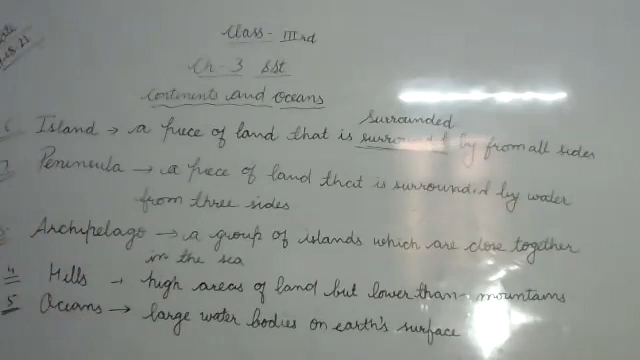 Date
Class - IIIrd
Ch-3 SSt
Continents and Oceans
Surrounded
Island → a piece of land that is surrounded by from all sides
Penincula → a piece of land that is surrounded by water
from three sides
Archipelago → a group of islands which are close together
in the sea
4 Hills → high areas of land but lower than mountains
5 Oceans → large water bodies on earth's surface